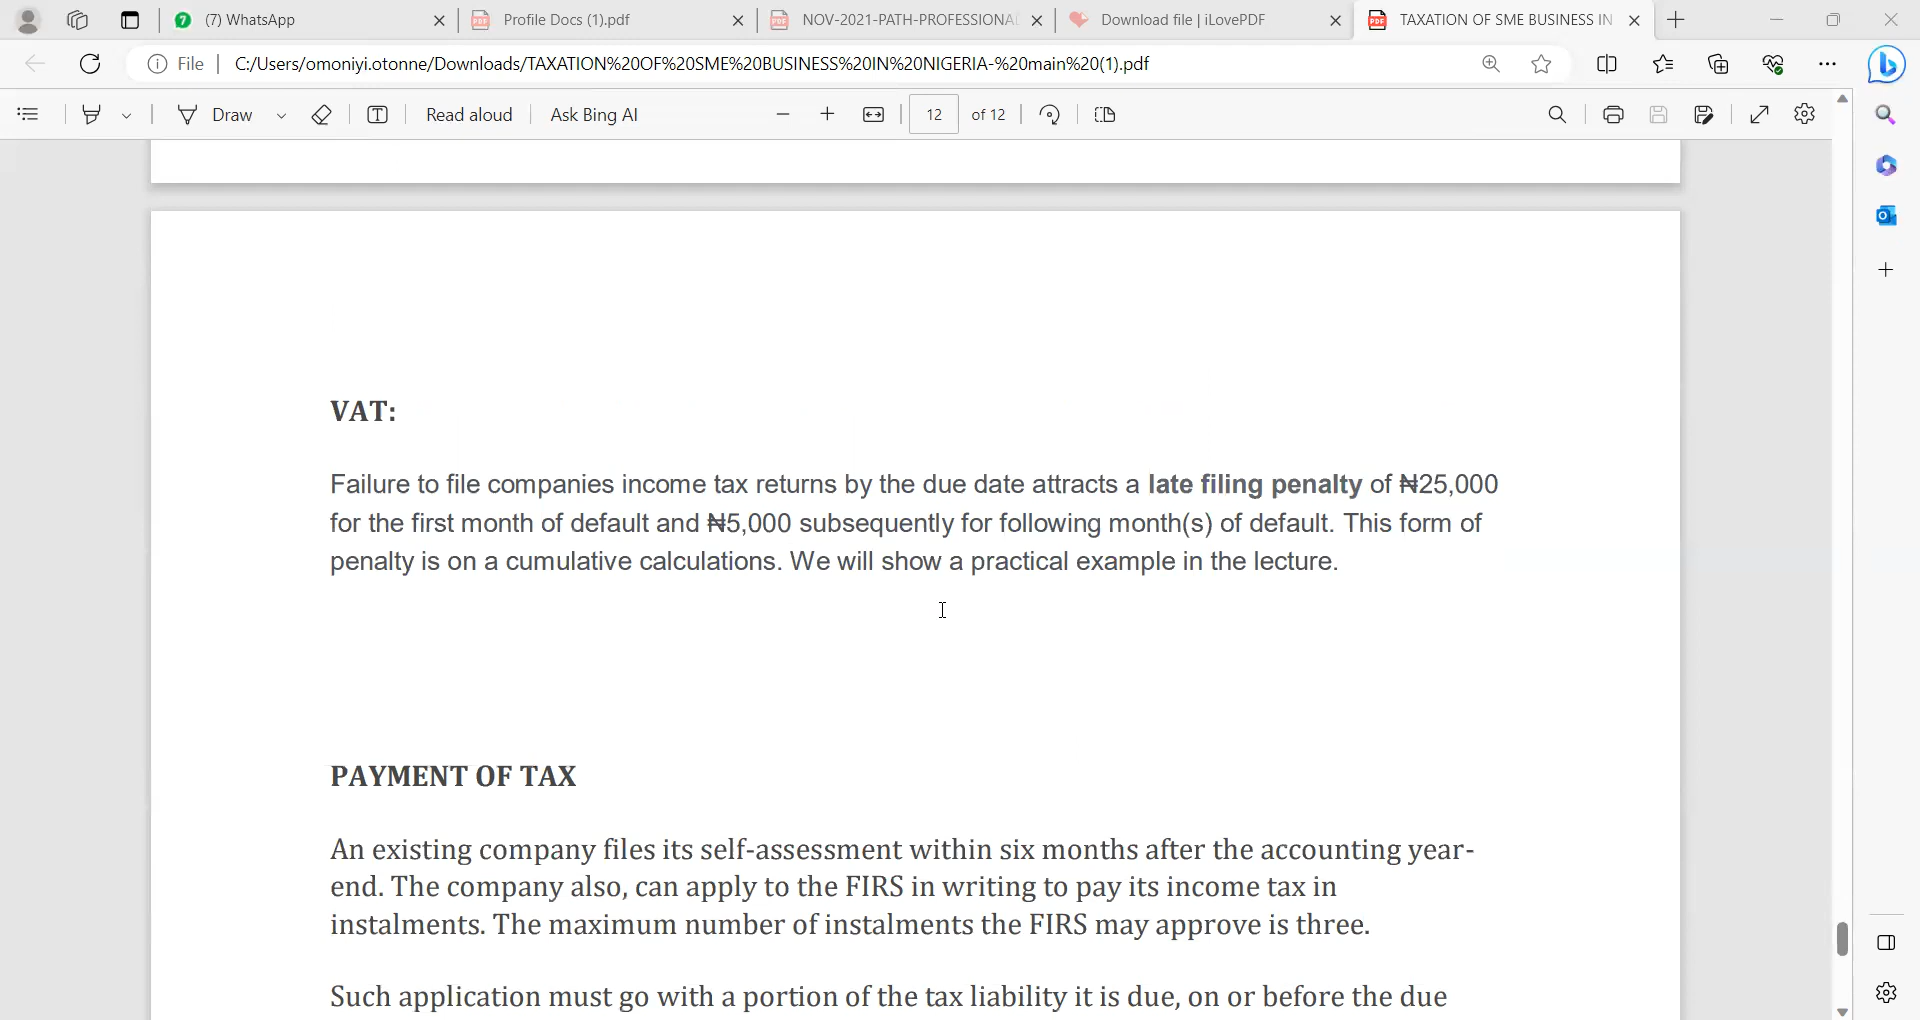 (7) WhatsApp
Profile Docs (1).pdf
NOV-2021-PATH-PROFESSIONAL
Download file | iLovePDF
TAXATION OF SME BUSINESS IN
File
C:/Users/omoniyi.otonne/Downloads/TAXATION%20OF%20SME%20BUSINESS%20IN%20NIGERIA-%20main%20(1).pdf
Draw
Read aloud
Ask Bing AI
12 of 12
VAT:
Failure to file companies income tax returns by the due date attracts a late filing penalty of ₦25,000
for the first month of default and ₦5,000 subsequently for following month(s) of default. This form of
penalty is on a cumulative calculations. We will show a practical example in the lecture.
PAYMENT OF TAX
An existing company files its self-assessment within six months after the accounting year-
end. The company also, can apply to the FIRS in writing to pay its income tax in
instalments. The maximum number of instalments the FIRS may approve is three.
Such application must go with a portion of the tax liability it is due, on or before the due